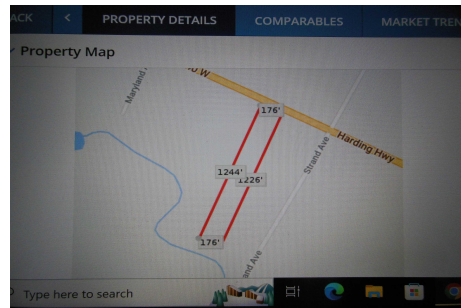 ACK < PROPERTY DETAILS COMPARABLES MARKET TREN
Property Map
Maryland
0 W
176'
Harding Hwy
Strand Ave
1244'
1226'
176'
and Ave
Type here to search